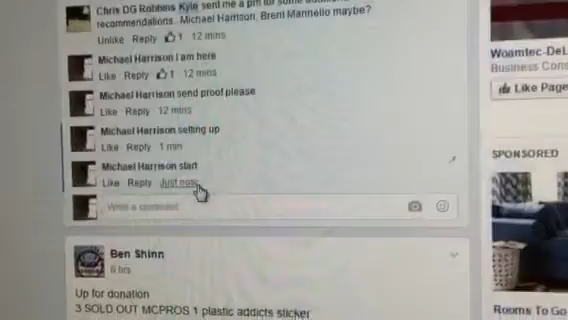 Chris DG Robbins Kyle sent me a pm for some
recommendations. Michael Harrison, Brent Mannello maybe?
Unlike Reply 1 12 mins
Michael Harrison I am here
Like Reply 1 12 mins
Michael Harrison send proof please
Like Reply 12 mins
Michael Harrison setting up
Like Reply 1 min
Michael Harrison start
Like Reply Just now
Write a comment
Ben Shinn
6 hrs
Up for donation
3 SOLD OUT MCPROS 1 plastic addicts sticker
Woamtec-DeL
Business Cons
Like Page
SPONSORED
Rooms To Go